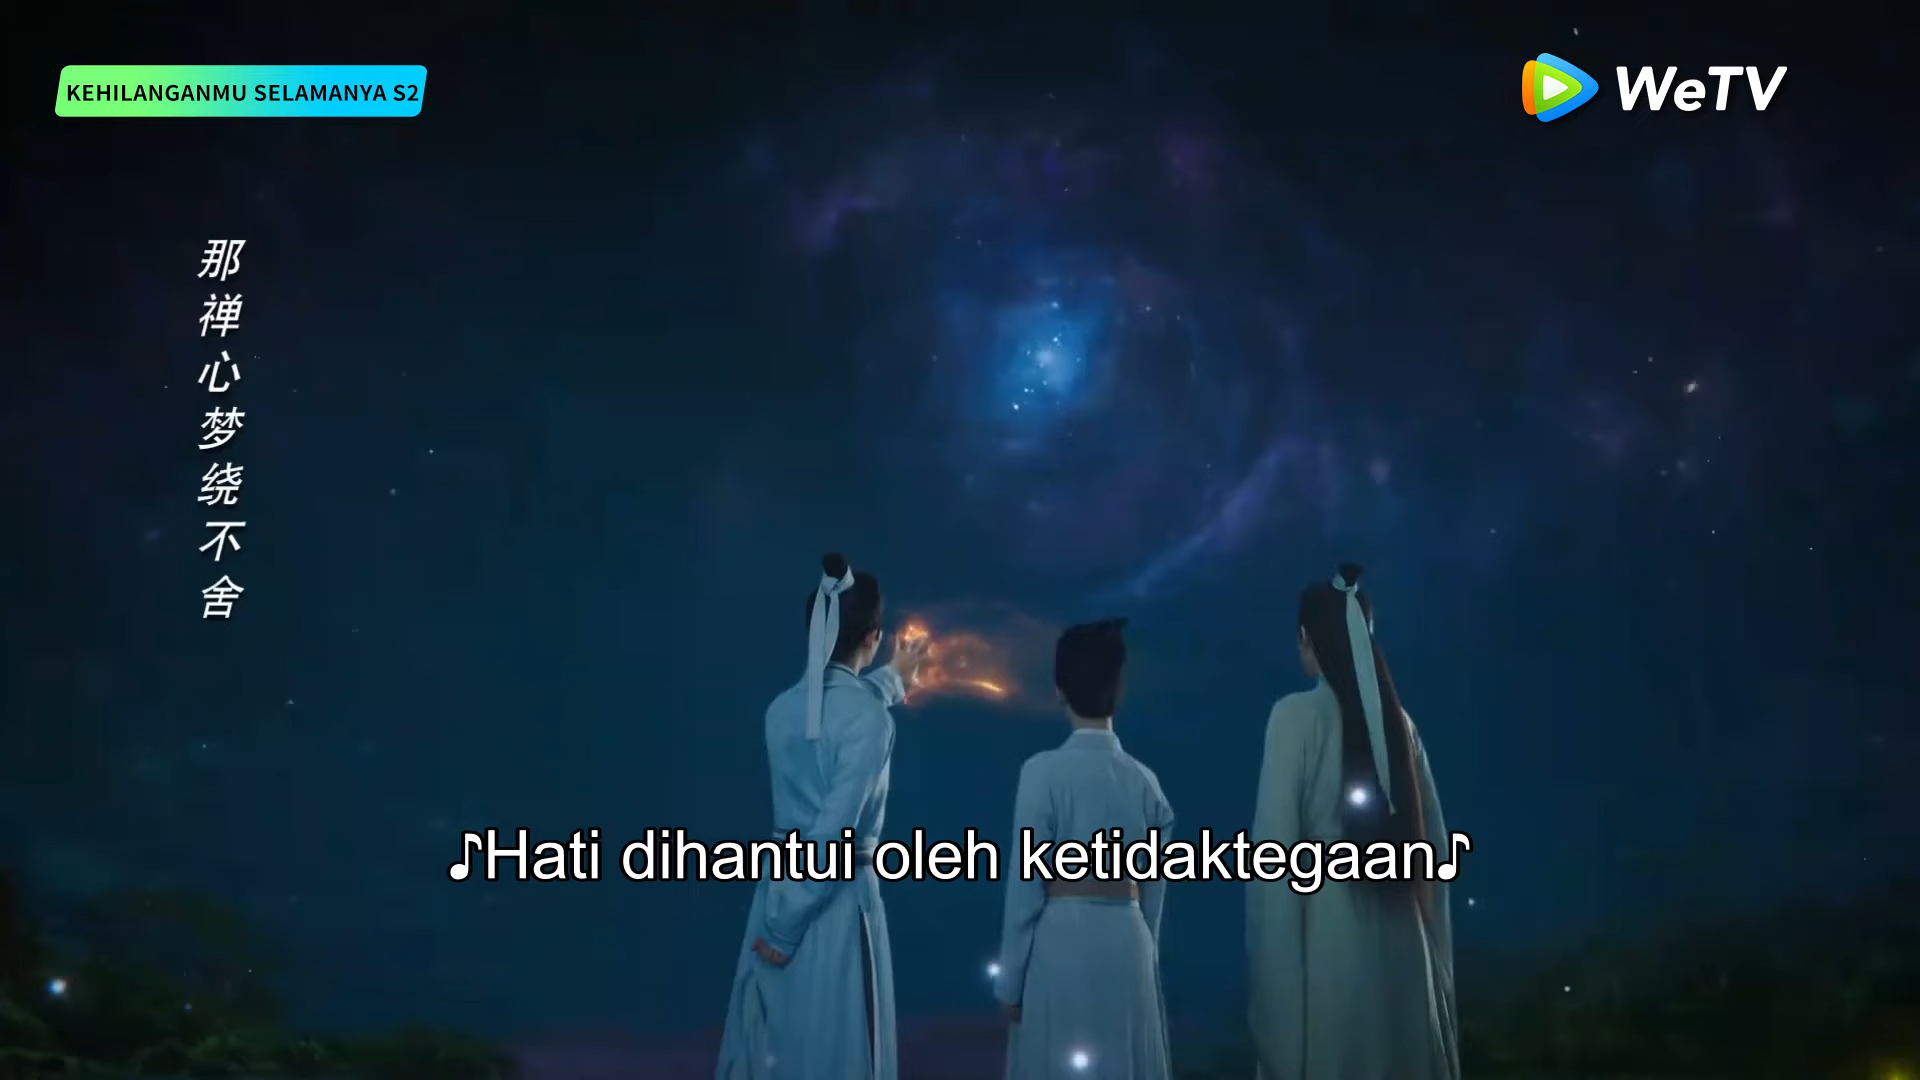 KEHILANGANMU SELAMANYA S2
WeTV
那禅心梦绕不舍
♪Hati dihantui oleh ketidaktegaan♪